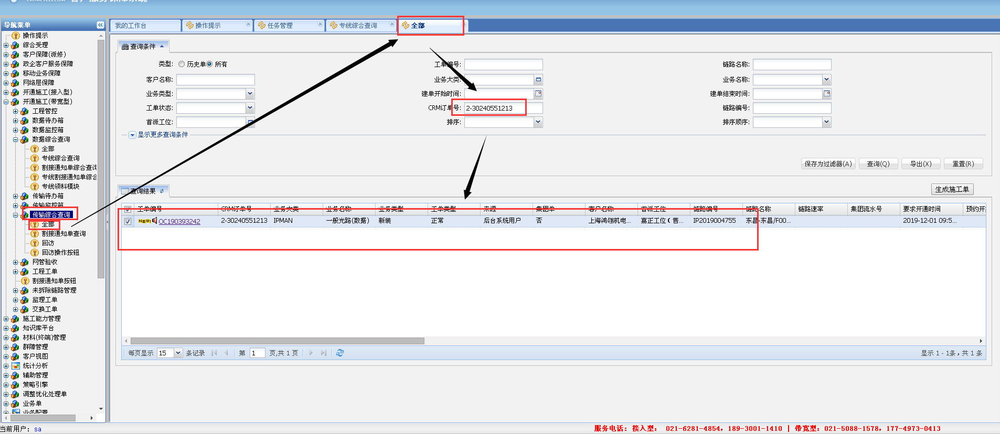 CHINA TELECOM 客户服务保障系统
导航菜单
我的工作台 操作提示 任务管理 专线综合查询 全部
操作提示
综合受理
客户保障(派修)
政企客户服务保障
移动业务保障
网络层保障
开通施工(接入型)
开通施工(带宽型)
工程管控
数据待办箱
数据监控箱
数据综合查询
全部
专线综合查询
割接通知单综合查询
专线割接通知单综合
专线领料模块
传输待办箱
传输监控箱
传输综合查询
全部
割接通知单查询
回访
回访操作按钮
网管验收
工程工单
割接通知单按钮
未拆除链路管理
监理工单
交换工单
施工能力管理
知识库平台
材料(终端)管理
群障管理
客户视图
统计分析
辅助管理
策略引擎
调整优化处理单
业务单
业务配置
查询条件
类型: 历史单 所有 工单编号: 链路名称:
客户名称: 业务大类: 业务名称:
业务类型: 建单开始时间: 建单结束时间:
工单状态: CRM订单号: 2-30240551213 链路编号:
首派工位: 排序: 排序顺序:
显示更多查询条件
保存为过滤器(A) 查询(Q) 导出(X) 重置(R)
查询结果 生成施工单
工单编号 CRM订单号 业务大类 业务名称 业务类型 工单类型 来源 集团单 客户名称 首派工位 链路编号 链路名称 链路速率 集团流水号 要求开通时间 预约开
NEW! OC190393242 2-30240551213 IPMAN 一般光路(数据) 新装 正常 后台系统用户 否 上海鸿翎机电... 嘉正工位(售... IP2019004755 东昌-东昌/F00... 2019-12-01 09:5...
每页显示 15 条记录 第 1 页,共 1 页 显示 1 - 1条，共 1 条
当前用户: sa
服务电话: 接入型: 021-6281-4854, 189-3001-1410 | 带宽型: 021-5088-1578, 177-4973-0413